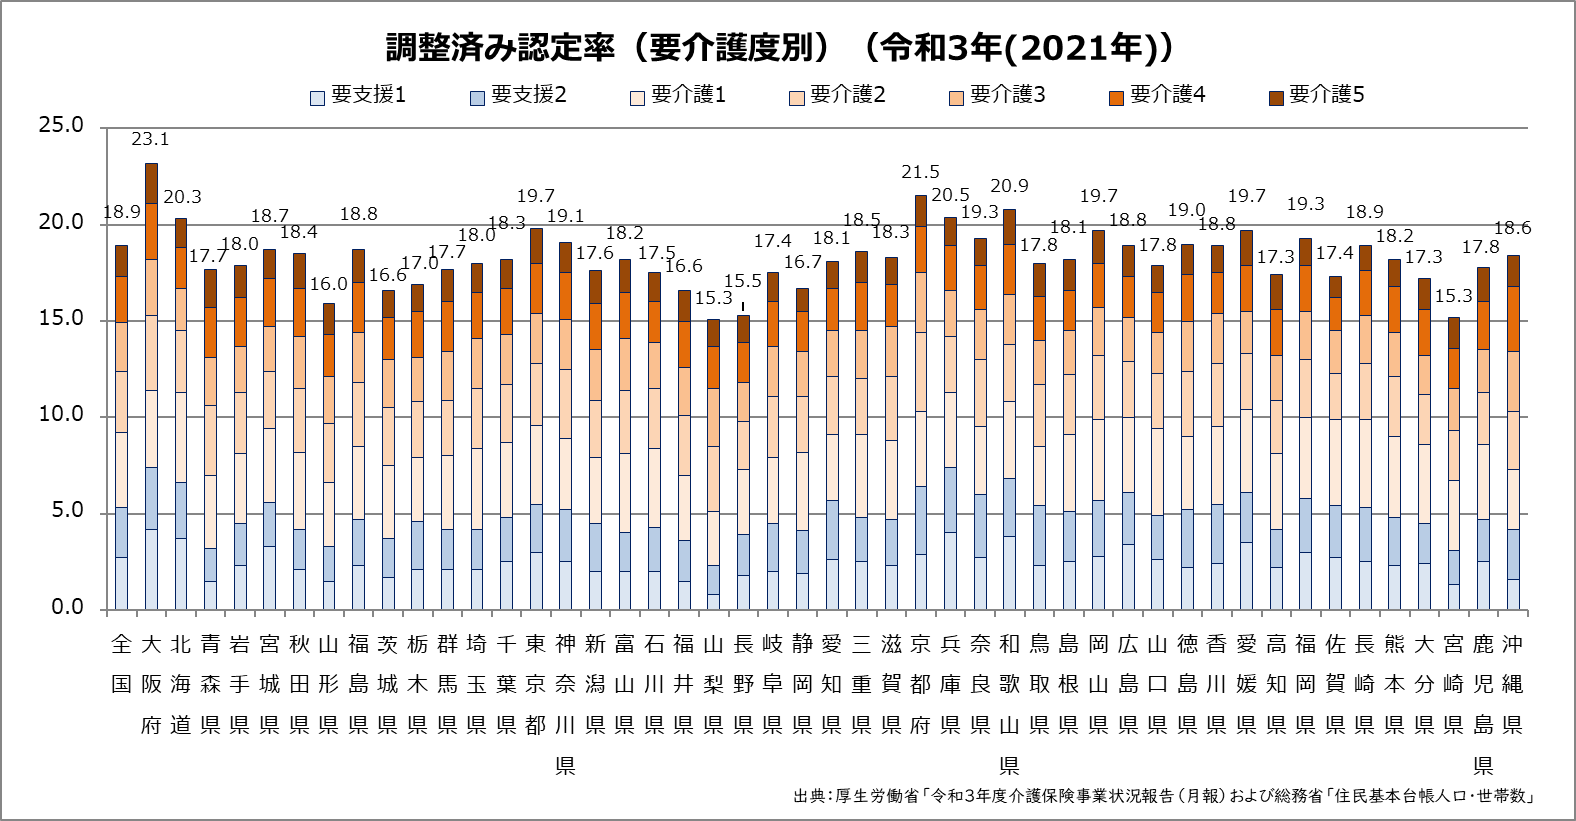 調整済み認定率（要介護度別）（令和3年(2021年)）
要支援1 要支援2 要介護1 要介護2 要介護3 要介護4 要介護5
25.0
20.0
15.0
10.0
5.0
0.0
18.9 23.1 20.3 17.7 18.0 18.7 18.4 16.0 18.8 16.6 17.0 17.7 18.0 18.3 19.7 19.1 17.6 18.2 17.5 16.6 15.3 15.5 17.4 16.7 18.1 18.5 18.3 21.5 20.5 19.3 20.9 17.8 18.1 19.7 18.8 17.8 19.0 18.8 19.7 17.3 19.3 17.4 18.9 18.2 17.3 15.3 17.8 18.6
全国
大阪府
北海道
青森県
岩手県
宮城県
秋田県
山形県
福島県
茨城県
栃木県
群馬県
埼玉県
千葉県
東京都
神奈川県
新潟県
富山県
石川県
福井県
山梨県
長野県
岐阜県
静岡県
愛知県
三重県
滋賀県
京都府
兵庫県
奈良県
和歌山県
鳥取県
島根県
岡山県
広島県
山口県
徳島県
香川県
愛媛県
高知県
福岡県
佐賀県
長崎県
熊本県
大分県
宮崎県
鹿児島県
沖縄県
出典：厚生労働省「令和3年度介護保険事業状況報告（月報）および総務省「住民基本台帳人口・世帯数」